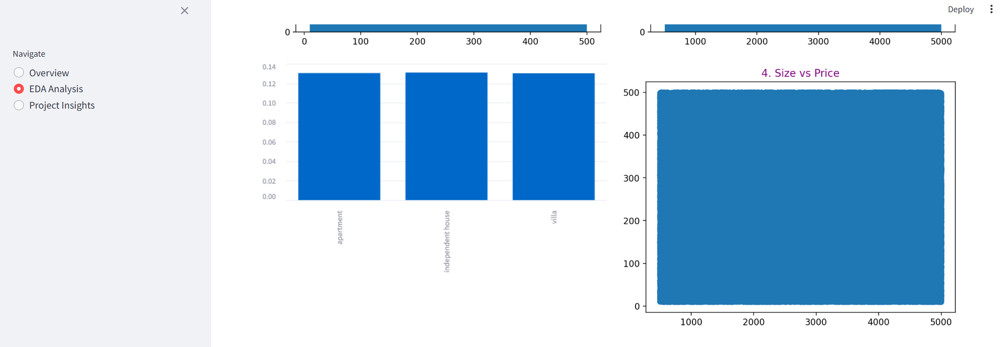 Deploy
Navigate
Overview
EDA Analysis
Project Insights
0
0 100 200 300 400 500
0
1000 2000 3000 4000 5000
0.14
0.12
0.10
0.08
0.06
0.04
0.02
0.00
apartment
independent house
villa
4. Size vs Price
500
400
300
200
100
0
1000 2000 3000 4000 5000